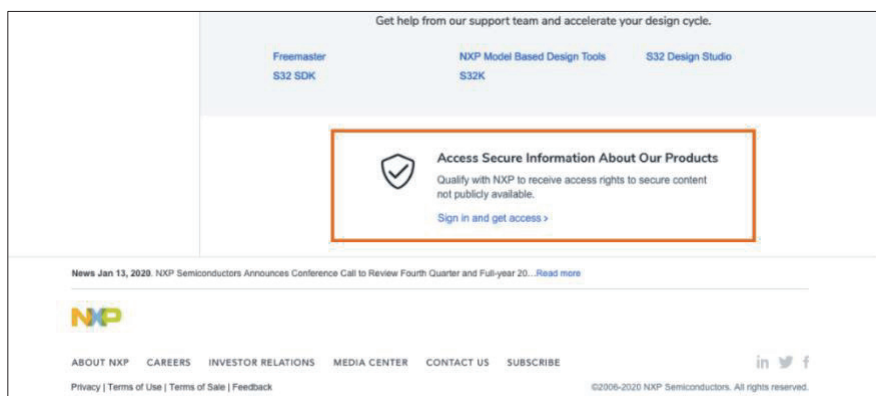 Get help from our support team and accelerate your design cycle.
Freemaster NXP Model Based Design Tools S32 Design Studio
S32 SDK S32K
Access Secure Information About Our Products
Qualify with NXP to receive access rights to secure content
not publicly available.
Sign in and get access >
News Jan 13, 2020. NXP Semiconductors Announces Conference Call to Review Fourth Quarter and Full-year 20...Read more
NXP
ABOUT NXP CAREERS INVESTOR RELATIONS MEDIA CENTER CONTACT US SUBSCRIBE in f
Privacy | Terms of Use | Terms of Sale | Feedback ©2006-2020 NXP Semiconductors. All rights reserved.